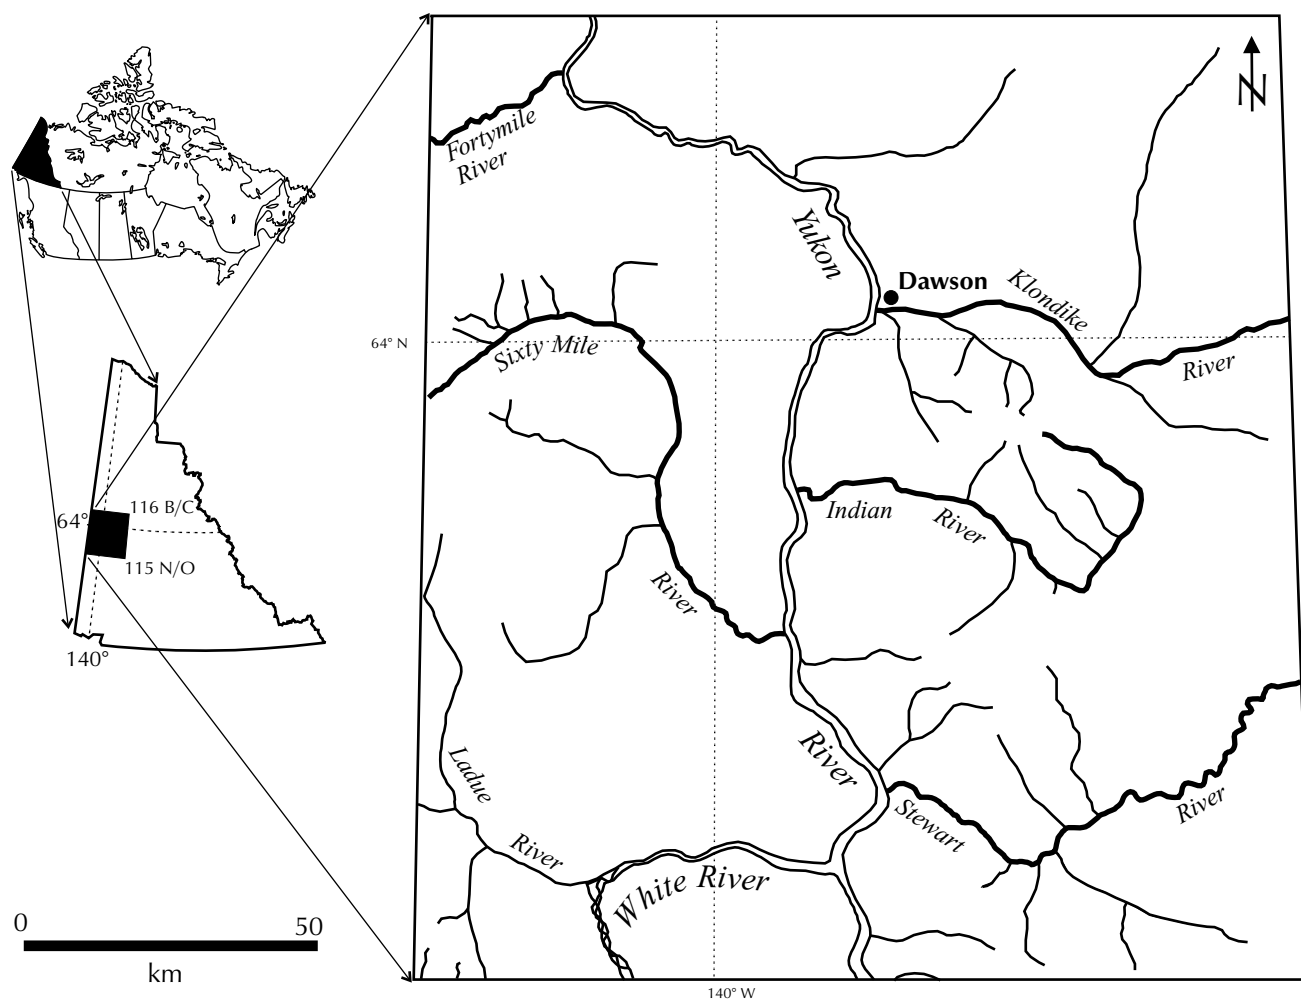 N
Fortymile
River
Yukon
Dawson
Klondike
River
64° N
Sixty Mile
116 B/C
64°
115 N/O
Indian
River
River
140°
River
Ladue
River
Stewart
River
White River
0
50
km
140° W